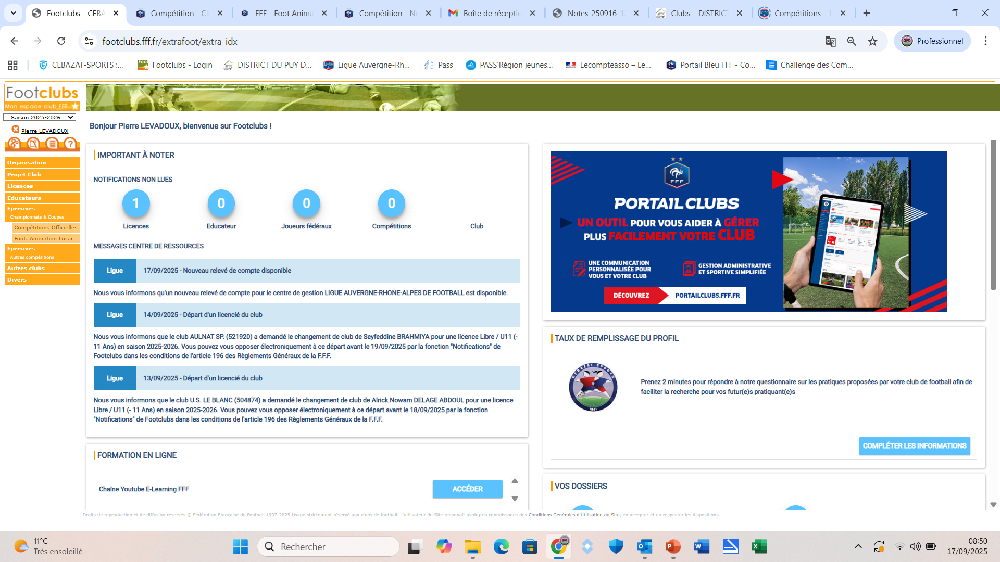 Footclubs - CEBA
Compétition - Cl
FFF - Foot Anima
Compétition - N
Boîte de réceptio
Notes_250916_1
Clubs – DISTRICT
Compétitions – L
footclubs.fff.fr/extrafoot/extra_idx
Professionnel
CEBAZAT-SPORTS :...
Footclubs - Login
DISTRICT DU PUY D...
Ligue Auvergne-Rh...
Pass
PASS'Région jeunes...
Lecompteasso – Le...
Portail Bleu FFF - Co...
Challenge des Com...
Footclubs
Mon espace club FFF
Saison 2025-2026
Pierre LEVADOUX
Organisation
Projet Club
Licences
Educateurs
Epreuves
Championnats & Coupes
Compétitions Officielles
Foot. Animation Loisir
Epreuves
Autres compétitions
Autres clubs
Divers
Bonjour Pierre LEVADOUX, bienvenue sur Footclubs !
IMPORTANT À NOTER
NOTIFICATIONS NON LUES
1 0 0 0
Licences Educateur Joueurs fédéraux Compétitions Club
MESSAGES CENTRE DE RESSOURCES
Ligue 17/09/2025 - Nouveau relevé de compte disponible
Nous vous informons qu'un nouveau relevé de compte pour le centre de gestion LIGUE AUVERGNE-RHONE-ALPES DE FOOTBALL est disponible.
Ligue 14/09/2025 - Départ d'un licencié du club
Nous vous informons que le club AULNAT SP. (521920) a demandé le changement de club de Seyfeddine BRAHMIYA pour une licence Libre / U11 (-
11 Ans) en saison 2025-2026. Vous pouvez vous opposer électroniquement à ce départ avant le 19/09/2025 par la fonction "Notifications" de
Footclubs dans les conditions de l'article 196 des Règlements Généraux de la F.F.F.
Ligue 13/09/2025 - Départ d'un licencié du club
Nous vous informons que le club U.S. LE BLANC (504874) a demandé le changement de club de Alrick Nowam DELAGE ABDOUL pour une licence
Libre / U11 (- 11 Ans) en saison 2025-2026. Vous pouvez vous opposer électroniquement à ce départ avant le 18/09/2025 par la fonction
"Notifications" de Footclubs dans les conditions de l'article 196 des Règlements Généraux de la F.F.F.
FORMATION EN LIGNE
Chaîne Youtube E-Learning FFF
ACCÉDER
FFF
PORTAIL CLUBS
UN OUTIL POUR VOUS AIDER À GÉRER
PLUS FACILEMENT VOTRE CLUB
UNE COMMUNICATION
PERSONNALISÉE POUR
VOUS ET VOTRE CLUB
GESTION ADMINISTRATIVE
ET SPORTIVE SIMPLIFIÉE
DÉCOUVREZ PORTAILCLUBS.FFF.FR
TAUX DE REMPLISSAGE DU PROFIL
CEBAZAT SPORTS
1941
Prenez 2 minutes pour répondre à notre questionnaire sur les pratiques proposées par votre club de football afin de
faciliter la recherche pour vos futur(e)s pratiquant(e)s
COMPLÉTER LES INFORMATIONS
VOS DOSSIERS
Droits de reproduction et de diffusion réservés © Fédération Française de Football 1997-2025 Usage strictement réservé aux clubs de football. L'utilisateur du Site reconnaît avoir pris connaissance des Conditions Générales d'Utilisation du Site, en accepter et en respecter les dispositions.
11°C
Très ensoleillé
Rechercher
08:50
17/09/2025